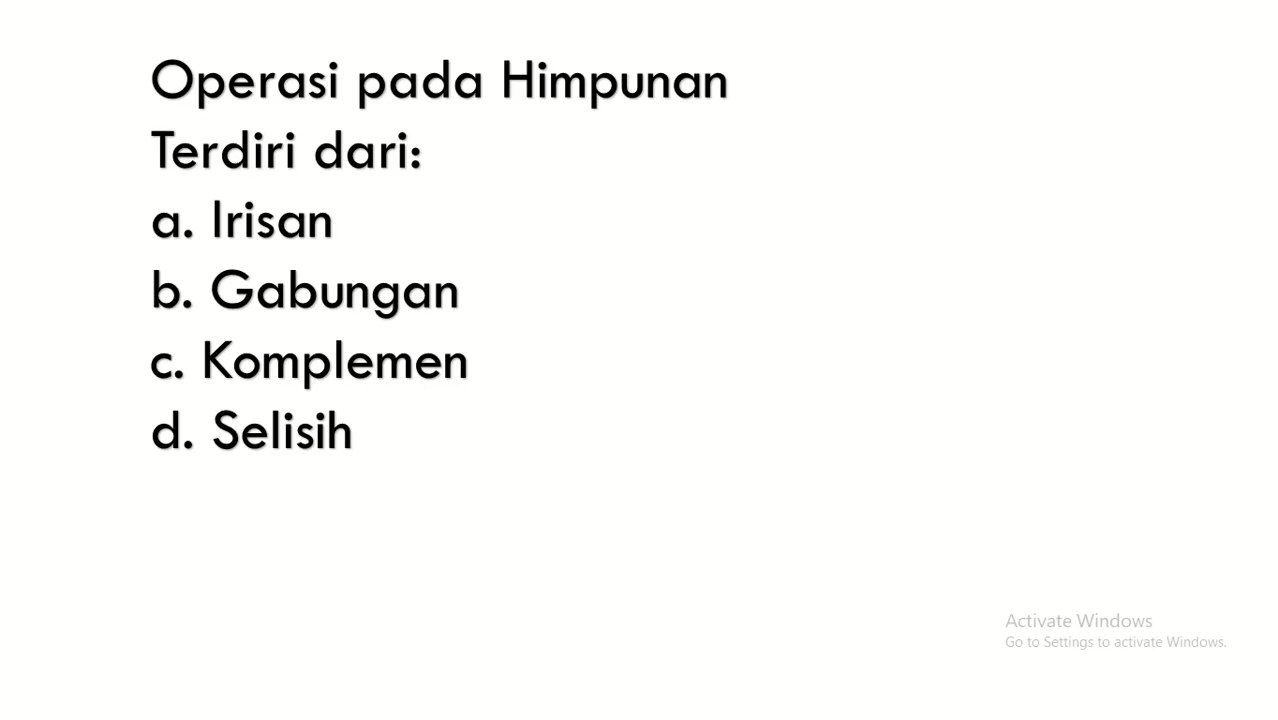 Operasi pada Himpunan
Terdiri dari:
a. Irisan
b. Gabungan
c. Komplemen
d. Selisih
Activate Windows
Go to Settings to activate Windows.